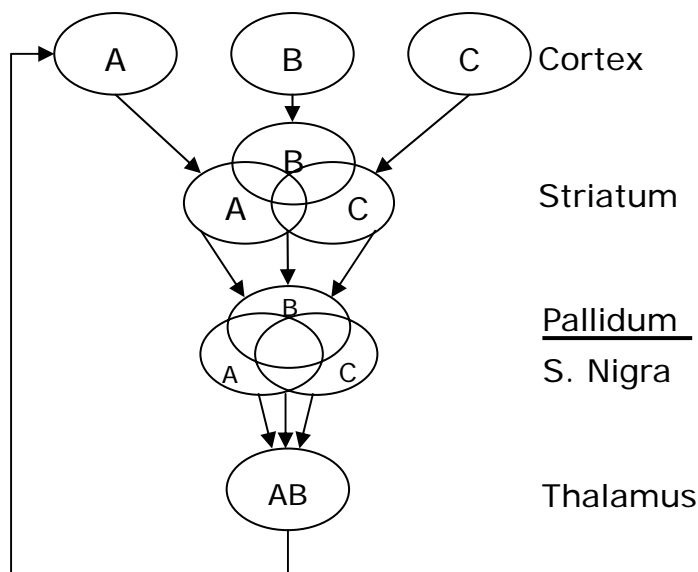 A B C Cortex
B
A C Striatum
B
Pallidum
A C S. Nigra
AB Thalamus